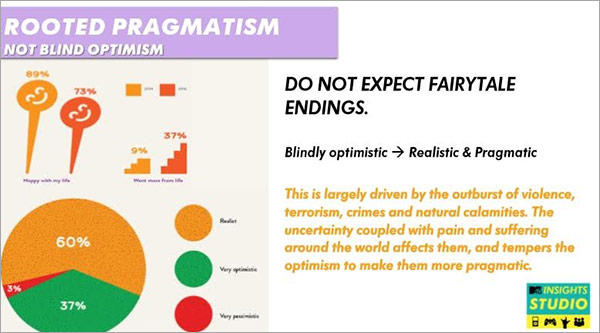 ROOTED PRAGMATISM
NOT BLIND OPTIMISM
89%
73%
9%
37%
Happy with my life
Want more from life
60%
37%
3%
Realist
Very optimistic
Very pessimistic
DO NOT EXPECT FAIRYTALE
ENDINGS.
Blindly optimistic → Realistic & Pragmatic
This is largely driven by the outburst of violence,
terrorism, crimes and natural calamities. The
uncertainty coupled with pain and suffering
around the world affects them, and tempers the
optimism to make them more pragmatic.
INSIGHTS
STUDIO